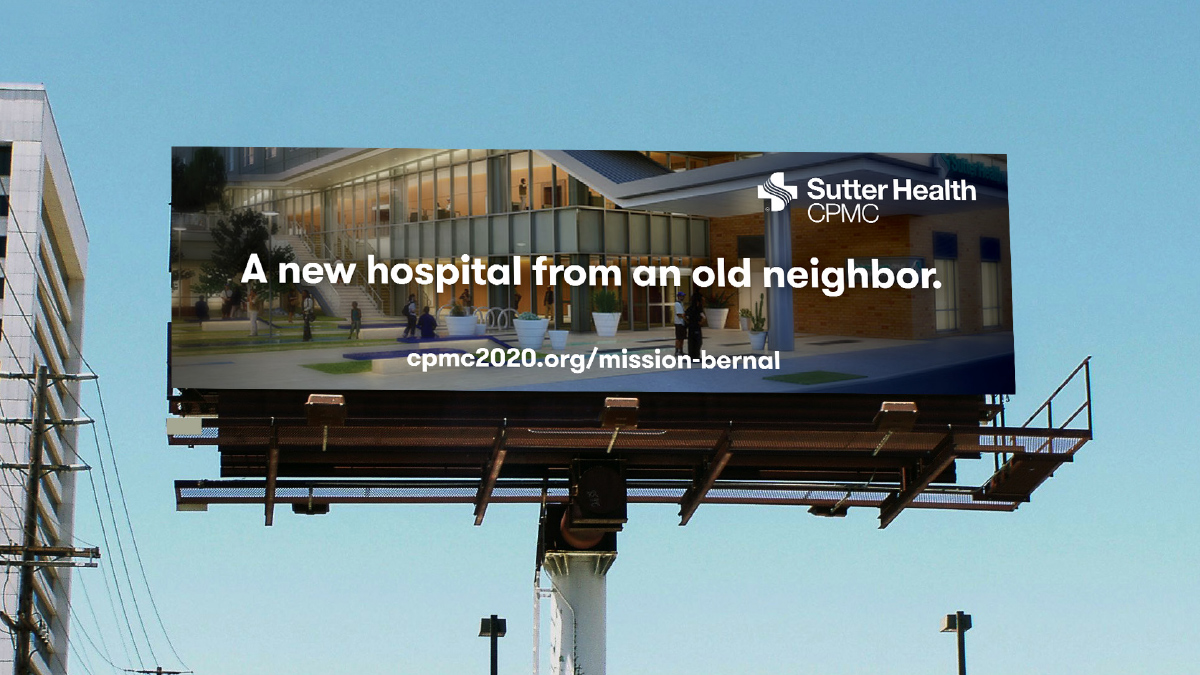 Sutter Health
CPMC
A new hospital from an old neighbor.
cpmc2020.org/mission-bernal